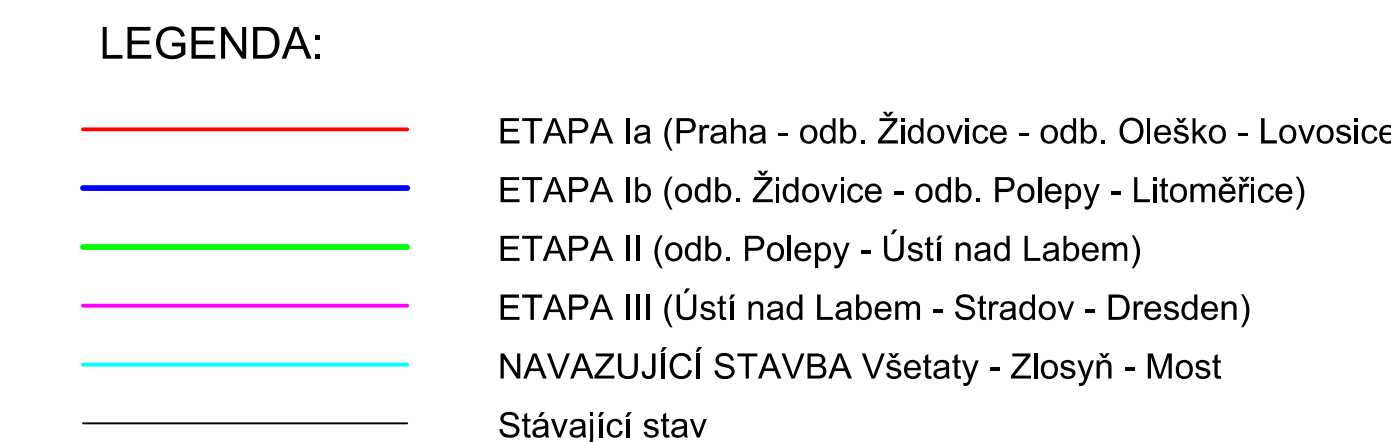 LEGENDA:
ETAPA Ia (Praha - odb. Židovice - odb. Oleško - Lovosice
ETAPA Ib (odb. Židovice - odb. Polepy - Litoměřice)
ETAPA II (odb. Polepy - Ústí nad Labem)
ETAPA III (Ústí nad Labem - Stradov - Dresden)
NAVAZUJÍCÍ STAVBA Všetaty - Zlosyň - Most
Stávající stav